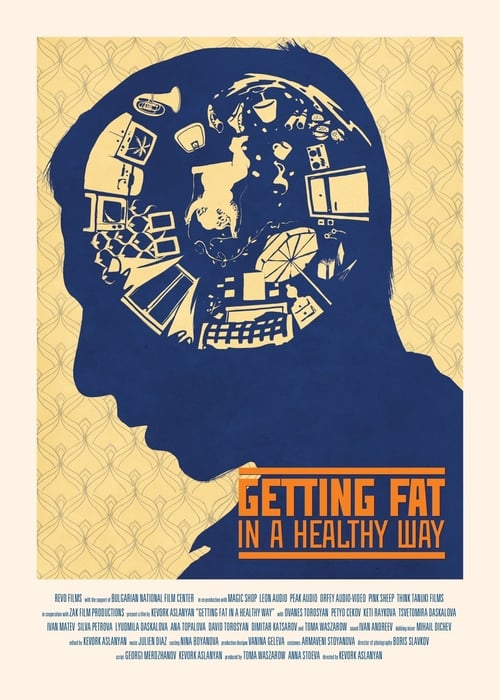 GETTING FAT
IN A HEALTHY WAY
REVO FILMS with the support of BULGARIAN NATIONAL FILM CENTER in co-production with MAGIC SHOP LEON AUDIO PEAK AUDIO ORFEY AUDIO-VIDEO PINK SHEEP THINK TANUKI FILMS
in cooperation with ZAK FILM PRODUCTIONS present a film by KEVORK ASLANYAN "GETTING FAT IN A HEALTHY WAY" with OVANES TOROSYAN PETYO CEKOV KETI RAYKOVA TSVETOMIRA DASKALOVA
IVAN MATEV SILVA PETROVA LYUDMILA DASKALOVA ANA TOPALOVA DAVID TOROSYAN DIMITAR KATSAROV and TOMA WASZAROW sound IVAN ANDREEV dubbing mixer MIHAIL DICHEV
edited by KEVORK ASLANYAN music JULIEN DIAZ casting NINA BOYANOVA production design VANINA GELEVA costumes ARMAVENI STOYANOVA director of photography BORIS SLAVKOV
script GEORGI MERDZHANOV KEVORK ASLANYAN produced by TOMA WASZAROW ANNA STOEVA directed by KEVORK ASLANYAN